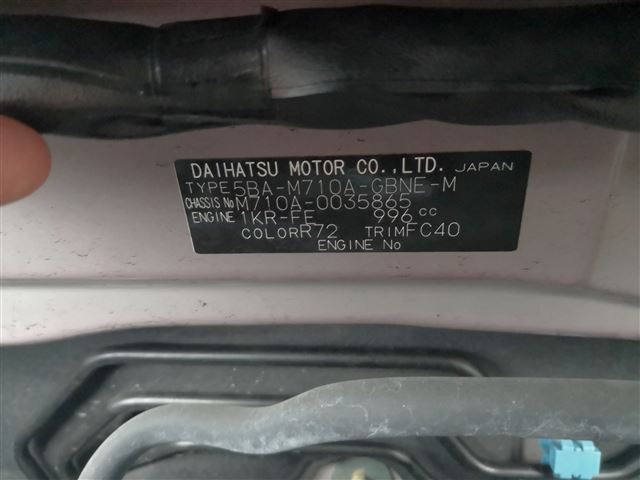 DAIHATSU MOTOR CO.,LTD. JAPAN
TYPE 5BA-M710A-GBNE-M
CHASSIS No M710A-0035865
ENGINE 1KR-FE 996 cc
COLOR R72 TRIM FC40
ENGINE No